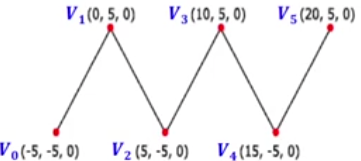 V₁(0, 5, 0) V₃(10, 5, 0) V₅(20, 5, 0)
V₀(-5, -5, 0) V₂ (5, -5, 0) V₄ (15, -5, 0)